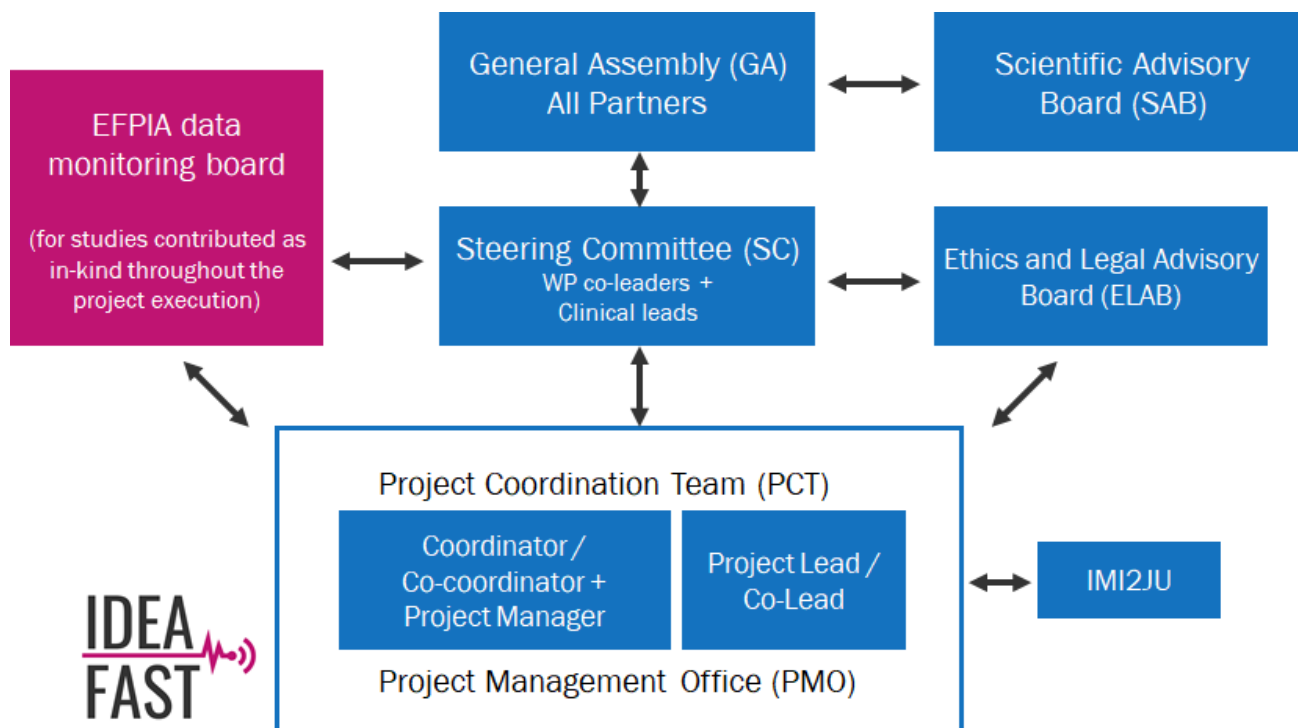 General Assembly (GA)
All Partners
Scientific Advisory
Board (SAB)
EFPIA data
monitoring board
(for studies contributed as
in-kind throughout the
project execution)
Steering Committee (SC)
WP co-leaders +
Clinical leads
Ethics and Legal Advisory
Board (ELAB)
Project Coordination Team (PCT)
Coordinator /
Co-coordinator +
Project Manager
Project Lead /
Co-Lead
IMI2JU
Project Management Office (PMO)
IDEA
FAST